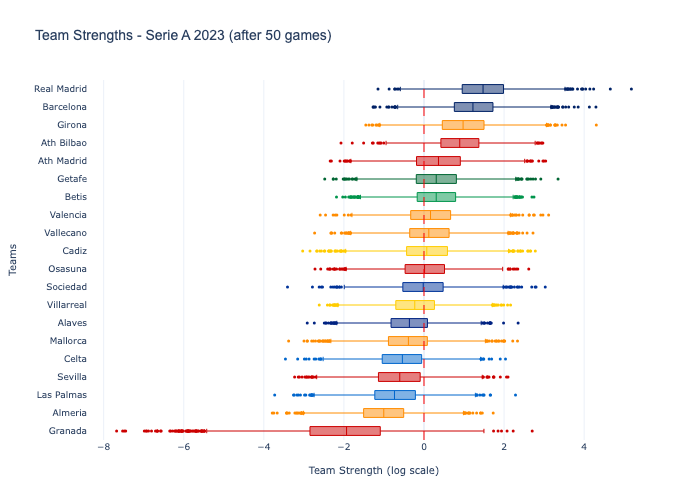 Team Strengths - Serie A 2023 (after 50 games)
Real Madrid
Barcelona
Girona
Ath Bilbao
Ath Madrid
Getafe
Betis
Valencia
Vallecano
Cadiz
Osasuna
Sociedad
Villarreal
Alaves
Mallorca
Celta
Sevilla
Las Palmas
Almeria
Granada
Teams
−8 −6 −4 −2 0 2 4
Team Strength (log scale)